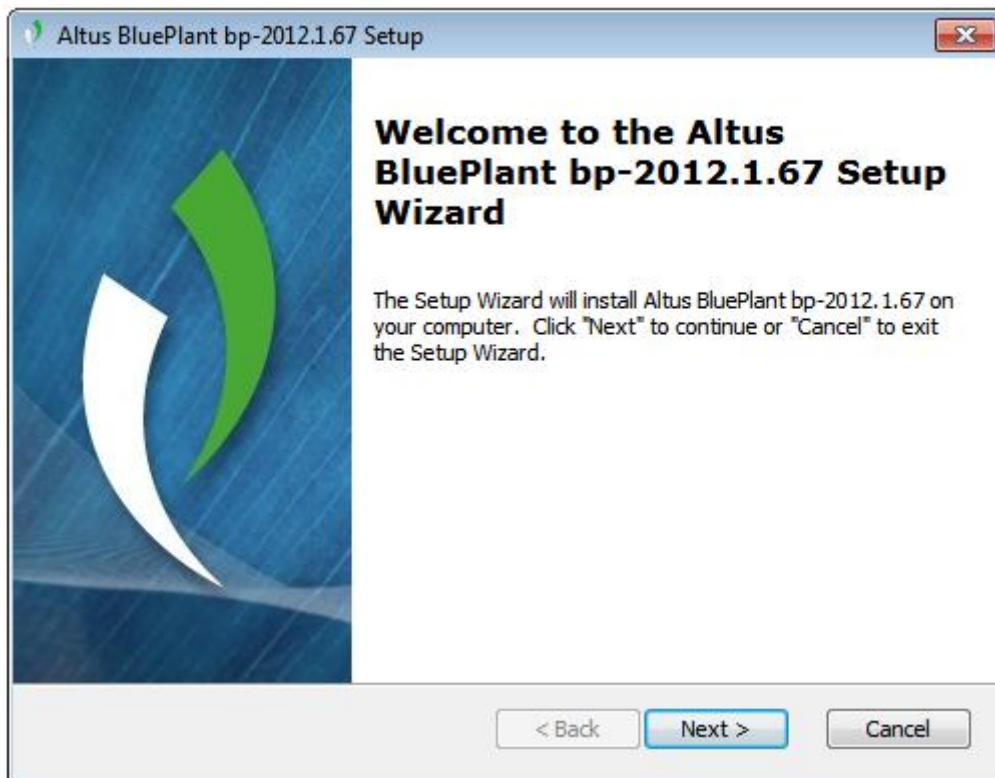 Altus BluePlant bp-2012.1.67 Setup
Welcome to the Altus
BluePlant bp-2012.1.67 Setup
Wizard
The Setup Wizard will install Altus BluePlant bp-2012.1.67 on
your computer.  Click "Next" to continue or "Cancel" to exit
the Setup Wizard.
< Back
Next >
Cancel